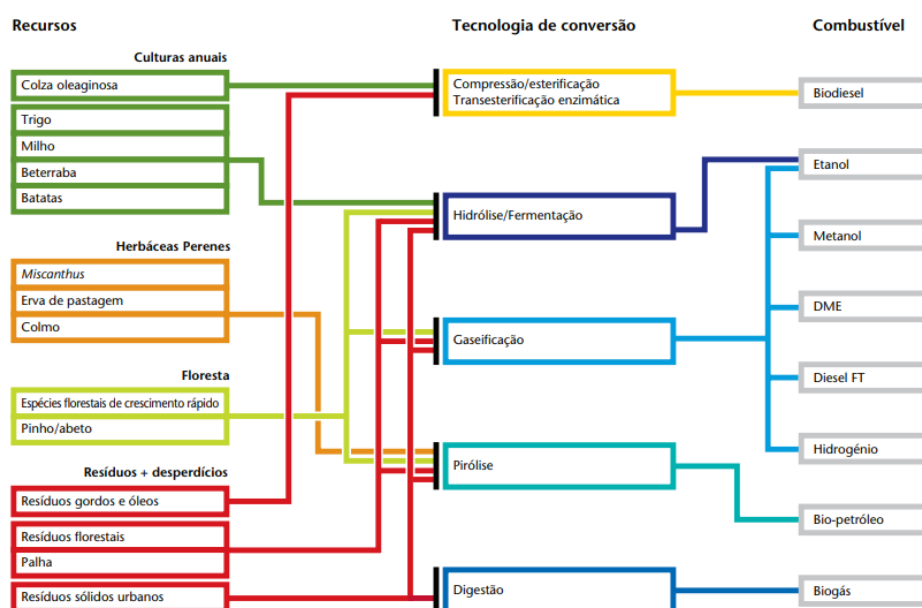 Recursos
Tecnologia de conversão
Combustível
Culturas anuais
Colza oleaginosa
Trigo
Milho
Beterraba
Batatas
Herbáceas Perenes
Miscanthus
Erva de pastagem
Colmo
Floresta
Espécies florestais de crescimento rápido
Pinho/abeto
Resíduos + desperdícios
Resíduos gordos e óleos
Resíduos florestais
Palha
Resíduos sólidos urbanos
Compressão/esterificação
Transesterificação enzimática
Hidrólise/Fermentação
Gaseificação
Pirólise
Digestão
Biodiesel
Etanol
Metanol
DME
Diesel FT
Hidrogénio
Bio-petróleo
Biogás